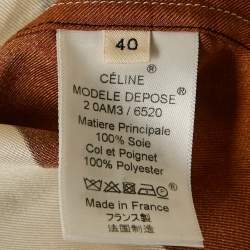 40
CÉLINE®
MODELE DEPOSE®
2 0AM3 / 6520
Matiere Principale
100% Soie
Col et Poignet
100% Polyester
Made in France
フランス製
法国制造